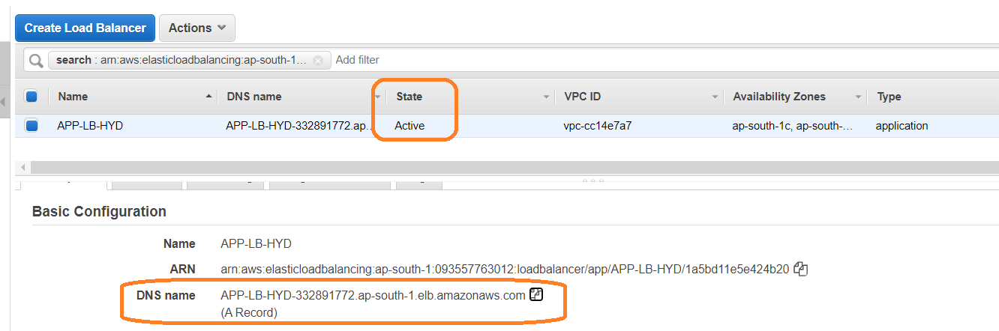 Create Load Balancer Actions
search : arn:aws:elasticloadbalancing:ap-south-1... Add filter
Name DNS name State VPC ID Availability Zones Type
APP-LB-HYD APP-LB-HYD-332891772.ap... Active vpc-cc14e7a7 ap-south-1c, ap-south-... application
Basic Configuration
Name APP-LB-HYD
ARN arn:aws:elasticloadbalancing:ap-south-1:093557763012:loadbalancer/app/APP-LB-HYD/1a5bd11e5e424b20
DNS name APP-LB-HYD-332891772.ap-south-1.elb.amazonaws.com
(A Record)